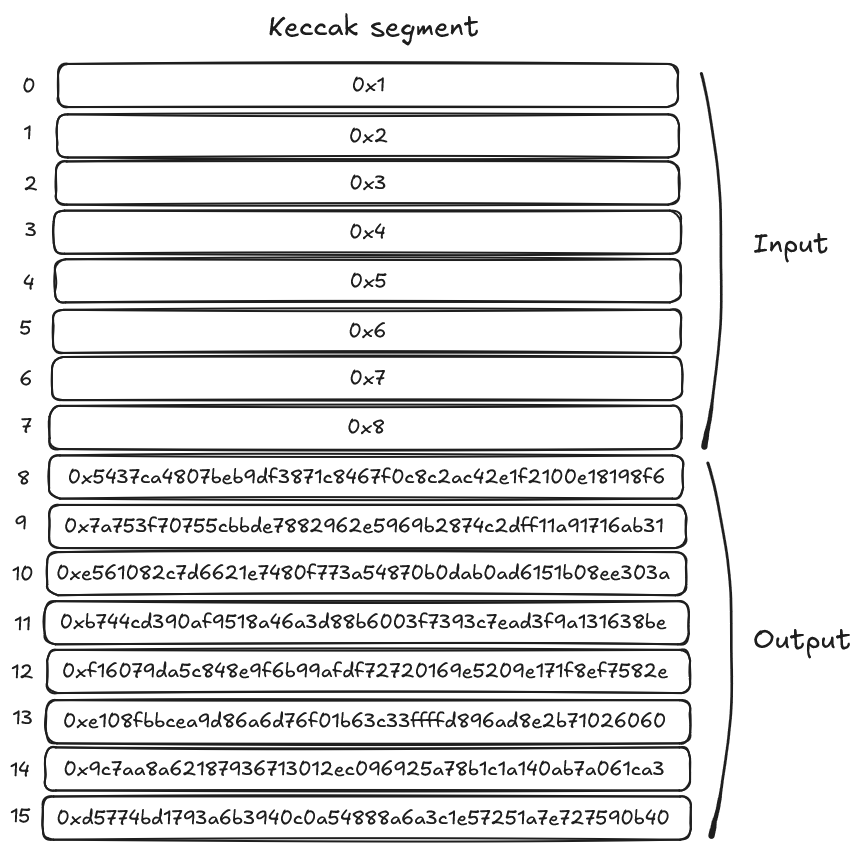 Keccak segment
0 0x1
1 0x2
2 0x3
3 0x4
Input
4 0x5
5 0x6
6 0x7
7 0x8
8 0x5437ca4807beb9df3871c8467f0c8c2ac42e1f2100e18198f6
9 0x7a753f70755cbbde7882962e5969b2874c2dff11a91716ab31
10 0xe561082c7d6621e7480f773a54870b0dab0ad6151b08ee303a
11 0xb744cd390af9518a46a3d88b6003f7393c7ead3f9a131638be
Output
12 0xf16079da5c848e9f6b99afdf72720169e5209e171f8ef7582e
13 0xe108fbbcea9d86a6d76f01b63c33ffffd896ad8e2b71026060
14 0x9c7aa8a62187936713012ec096925a78b1c1a140ab7a061ca3
15 0xd5774bd1793a6b3940c0a54888a6a3c1e57251a7e727590b40